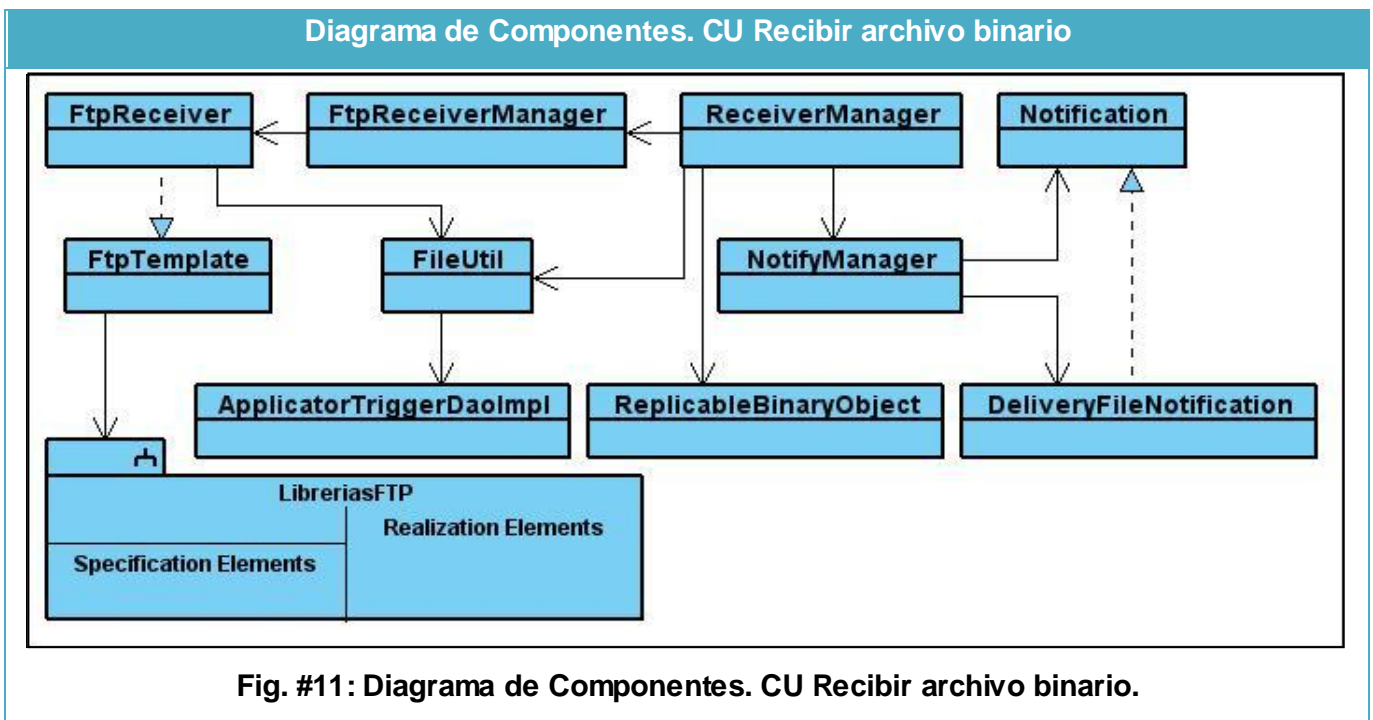 Diagrama de Componentes. CU Recibir archivo binario
FtpReceiver
FtpReceiverManager
ReceiverManager
Notification
FtpTemplate
FileUtil
NotifyManager
ApplicatorTriggerDaoImpl
ReplicableBinaryObject
DeliveryFileNotification
LibreriasFTP
Realization Elements
Specification Elements
Fig. #11: Diagrama de Componentes. CU Recibir archivo binario.